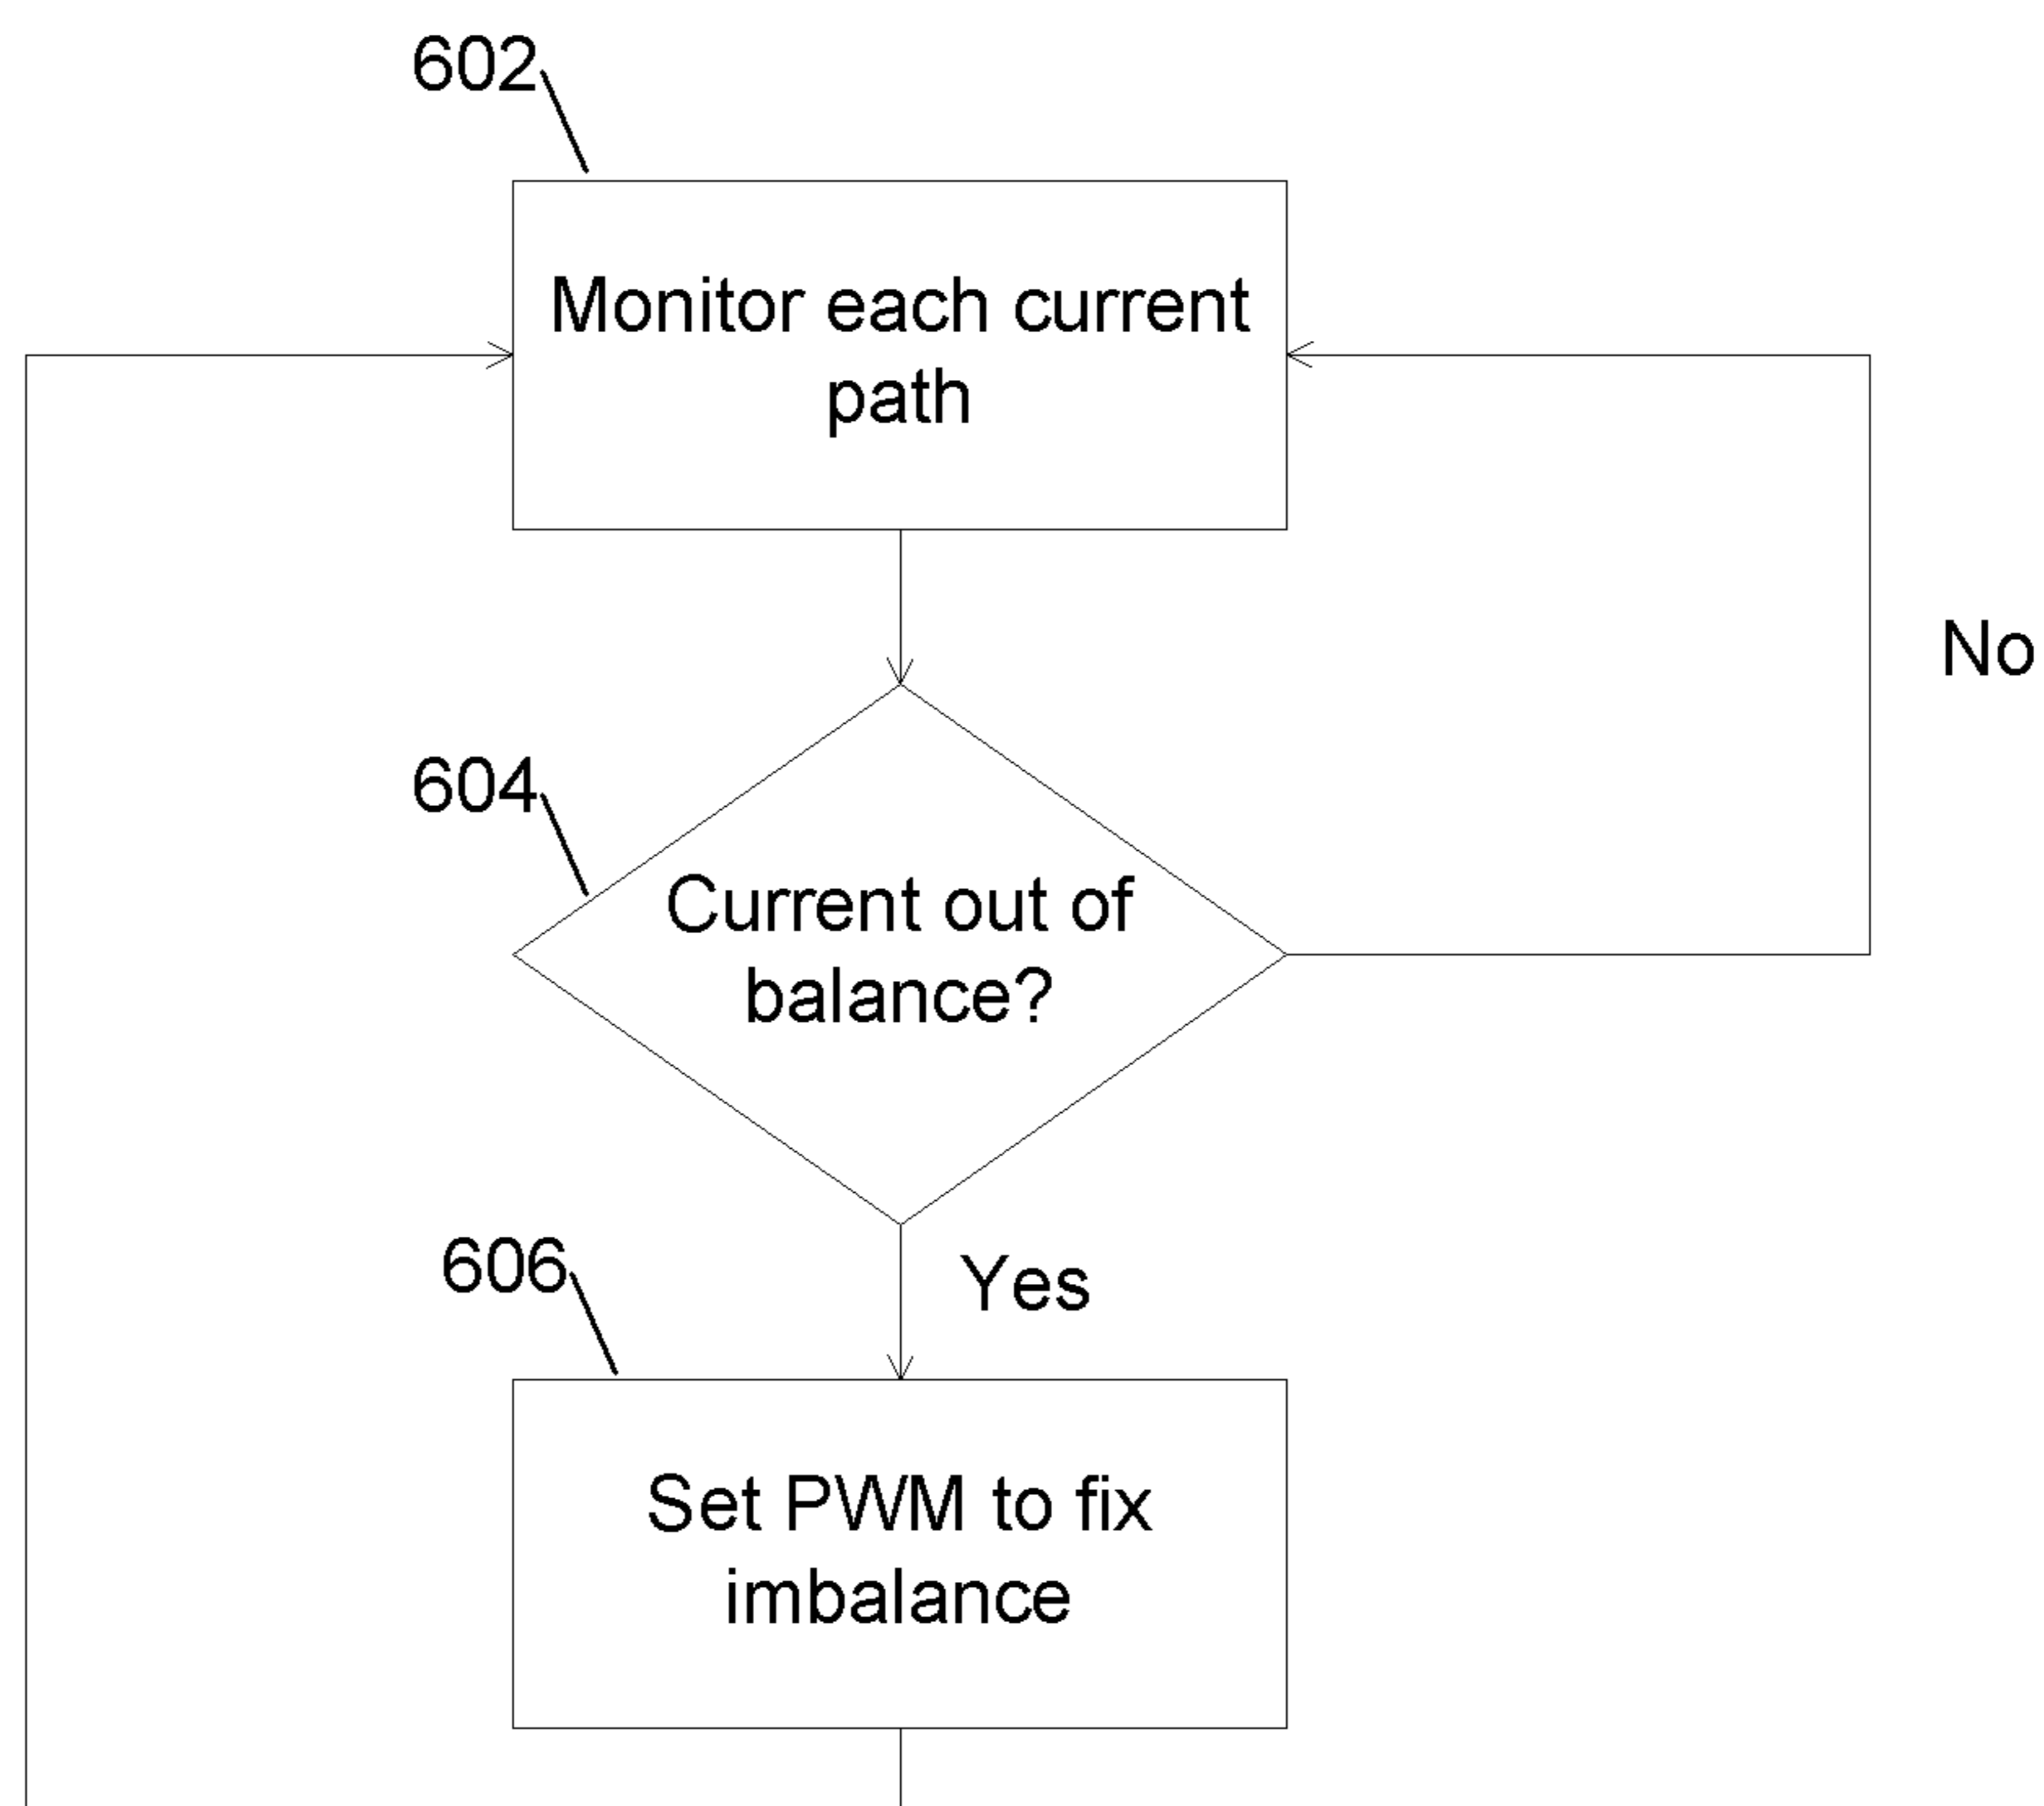 602
Monitor each current
path
No
604
Current out of
balance?
606
Yes
Set PWM to fix
imbalance